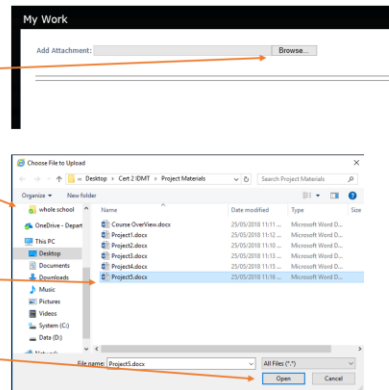 My Work
Add Attachment: Browse...
Choose File to Upload
« Desktop › Cert 2 IDMT › Project Materials
Search Project Materials
Organize New folder
Name Date modified Type Size
whole school
OneDrive - Depart
This PC
Desktop
Documents
Downloads
Music
Pictures
Videos
System (C:)
Data (D:)
Course OverView.docx 25/05/2018 11:11 ... Microsoft Word D...
Project1.docx 25/05/2018 11:12 ... Microsoft Word D...
Project2.docx 25/05/2018 11:10 ... Microsoft Word D...
Project3.docx 25/05/2018 11:13 ... Microsoft Word D...
Project4.docx 25/05/2018 11:15 ... Microsoft Word D...
Project5.docx 25/05/2018 11:16 ... Microsoft Word D...
File name: Project5.docx All Files (*.*)
Open Cancel